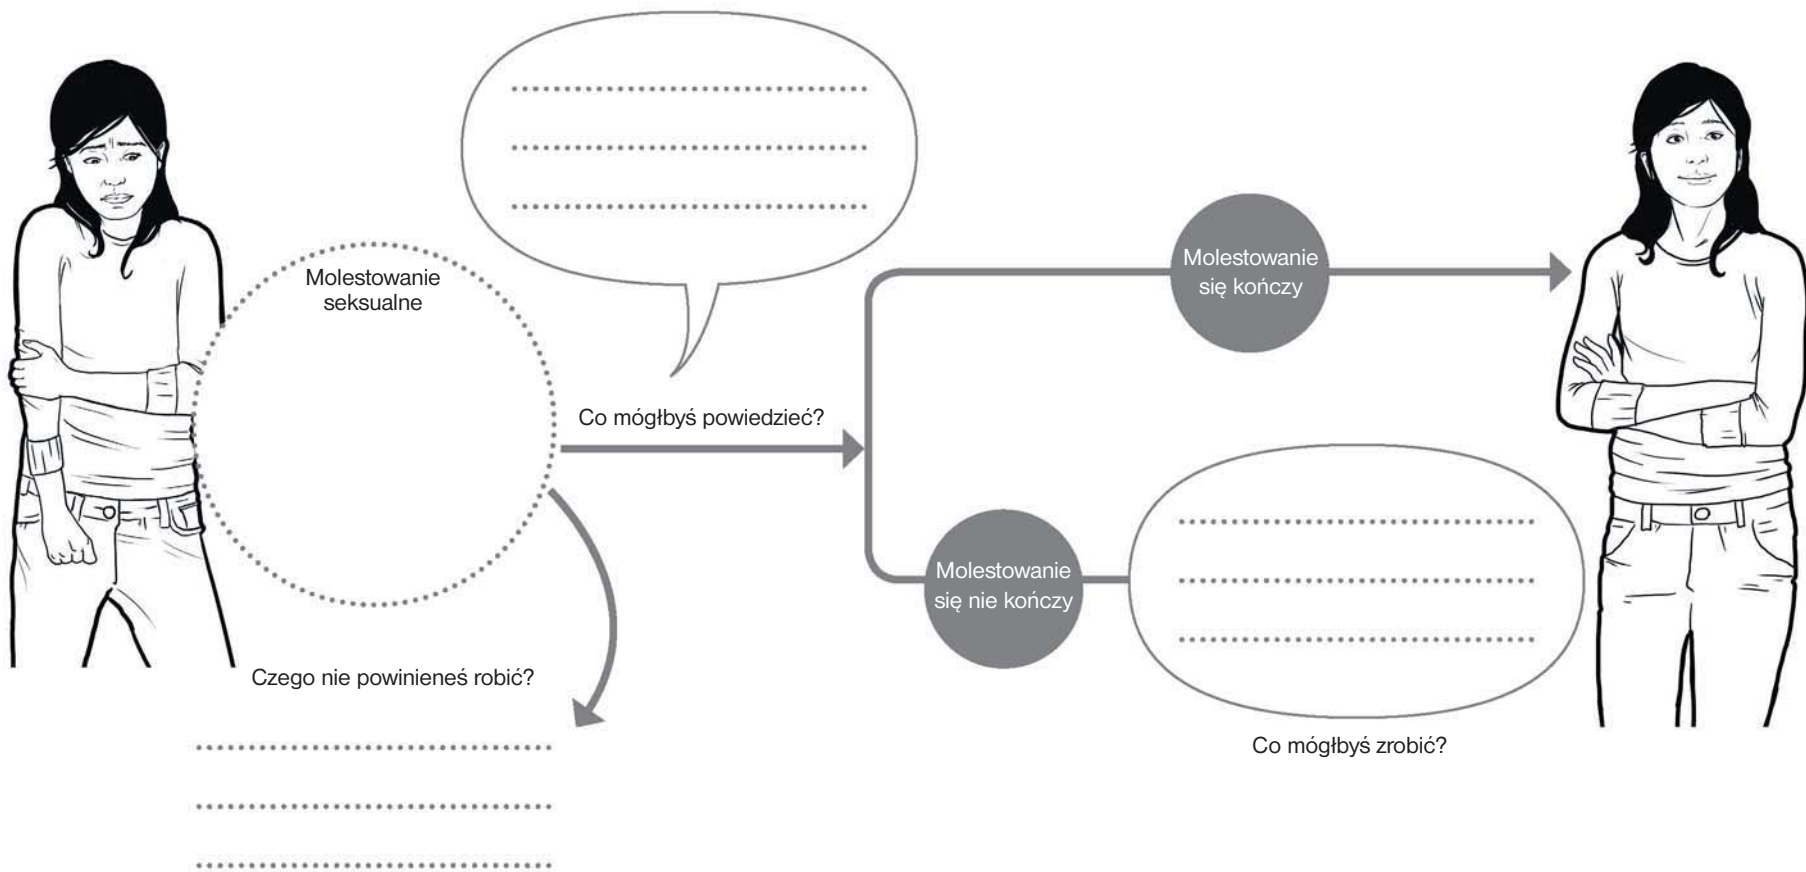 Molestowanie
seksualne
Co mógłbyś powiedzieć?
Molestowanie
się kończy
Molestowanie
się nie kończy
Czego nie powinieneś robić?
Co mógłbyś zrobić?